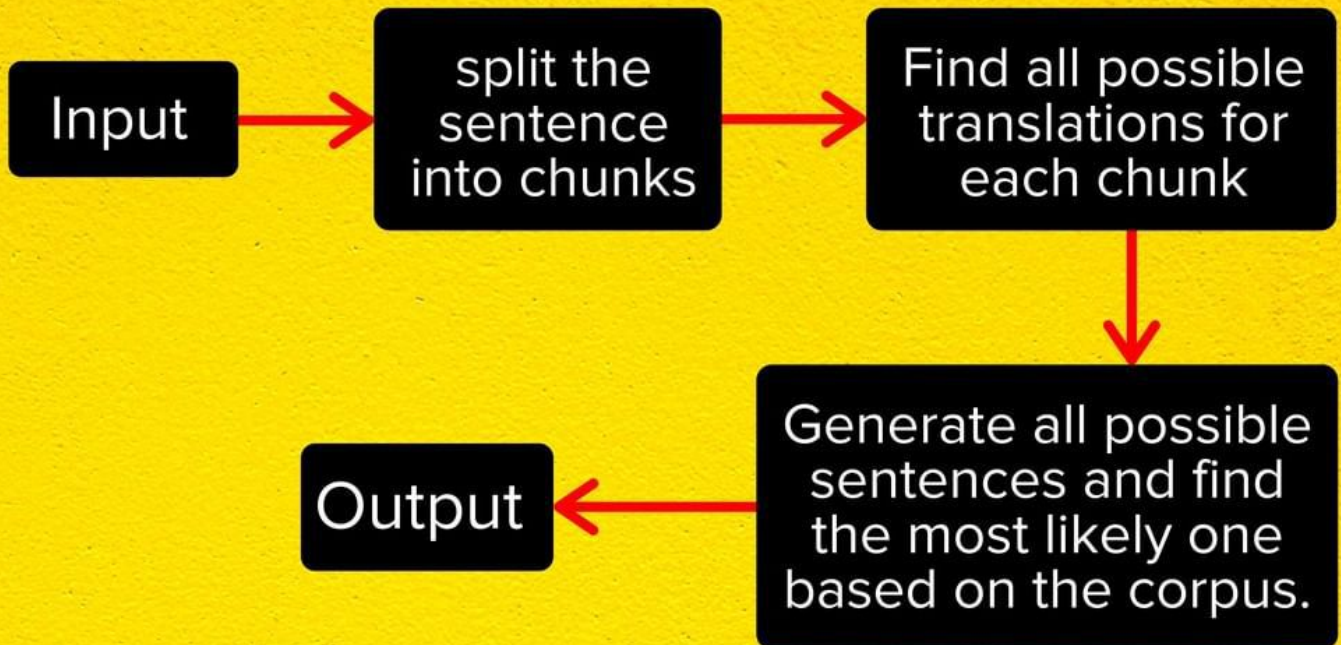 Input
split the
sentence
into chunks
Find all possible
translations for
each chunk
Generate all possible
sentences and find
the most likely one
based on the corpus.
Output